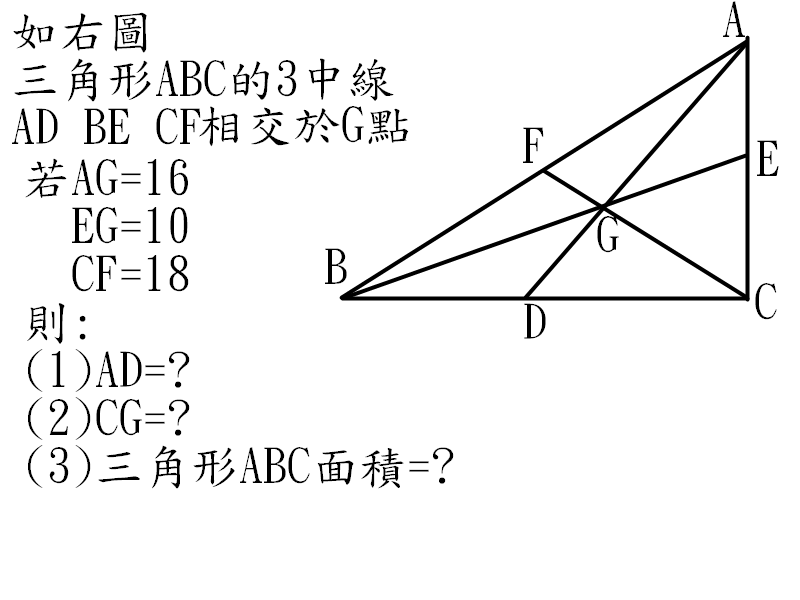 如右圖
三角形ABC的3中線
AD BE CF相交於G點
若AG=16
EG=10
CF=18
則:
(1)AD=?
(2)CG=?
(3)三角形ABC面積=?
A
F
E
G
B
D
C